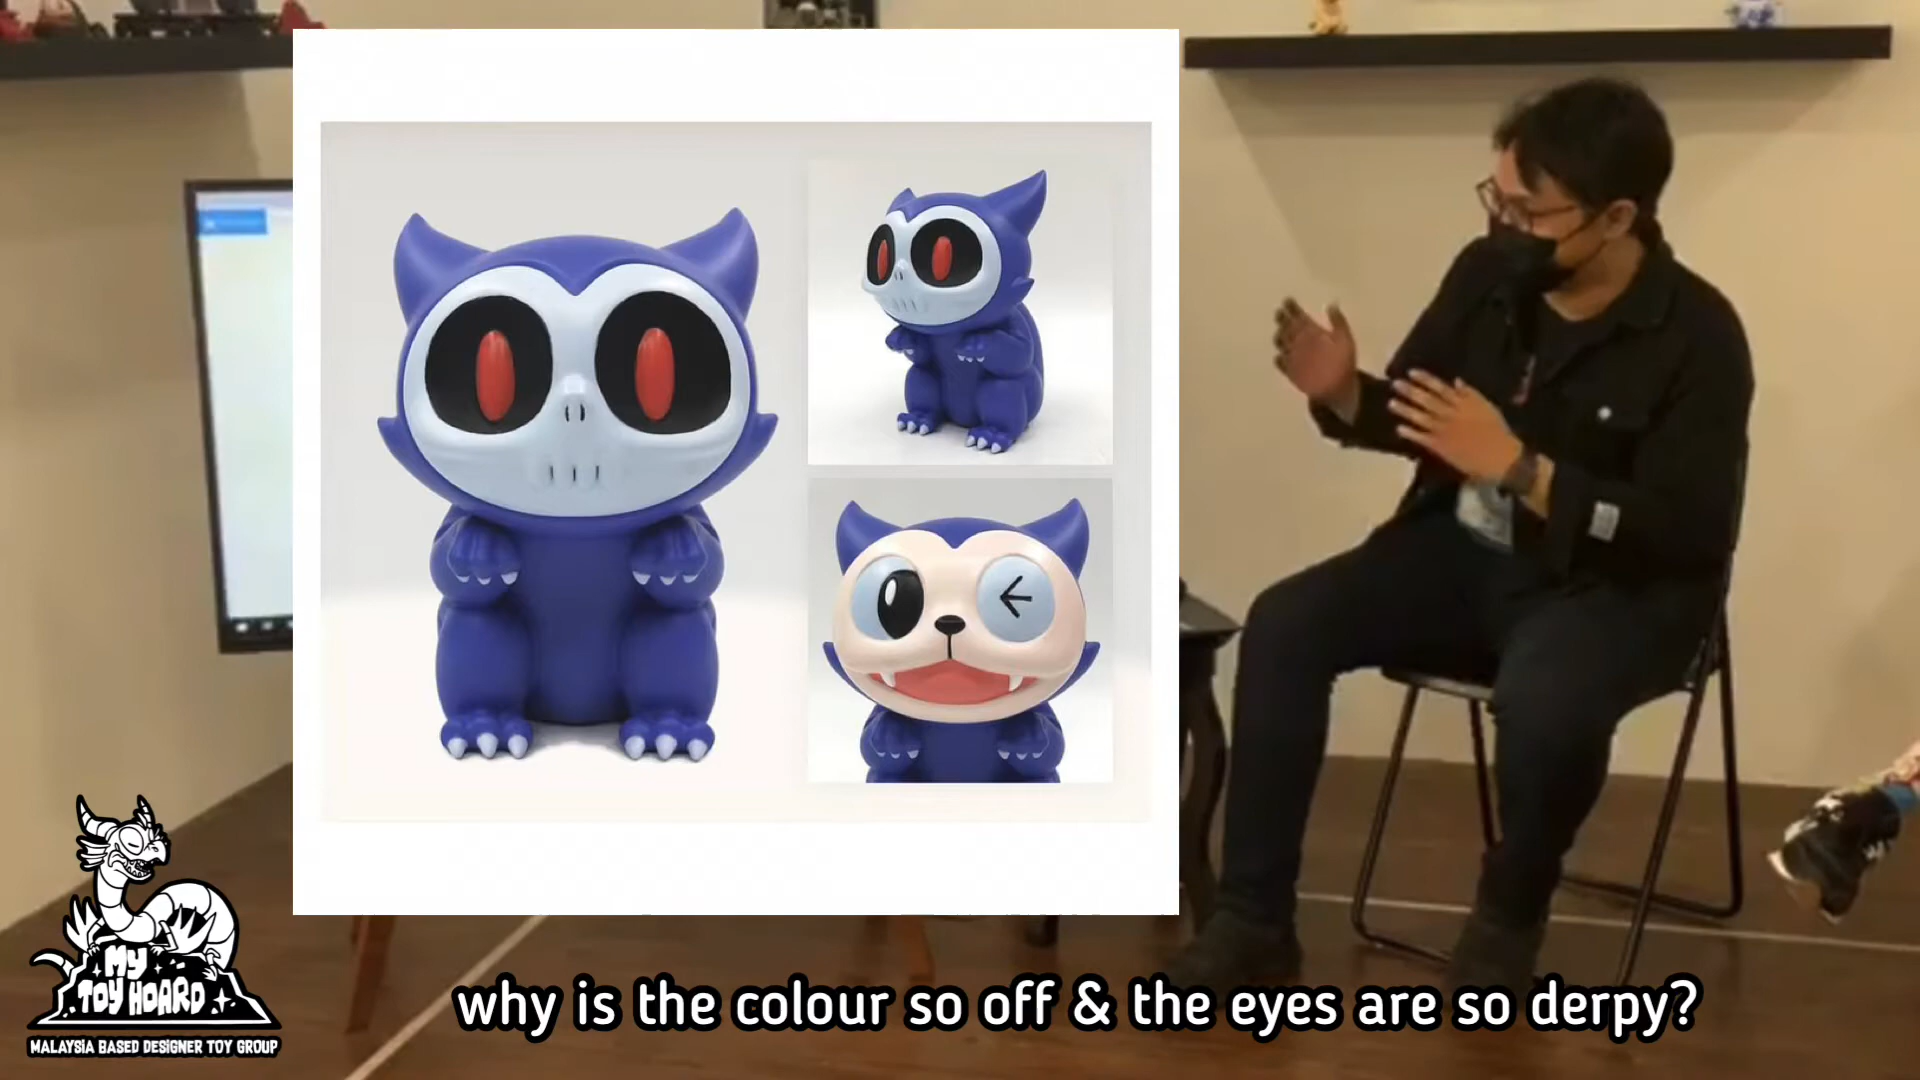 why is the colour so off & the eyes are so derpy?
MY
TOY HOARD
MALAYSIA BASED DESIGNER TOY GROUP